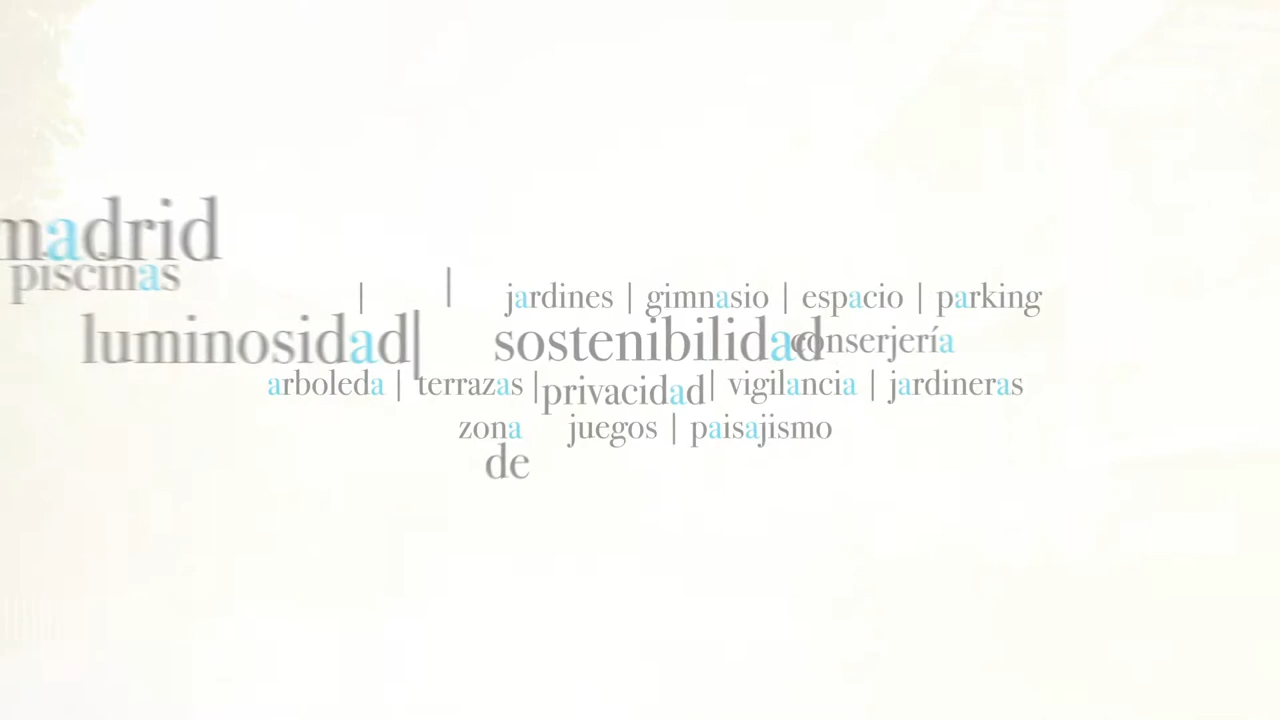 madrid
piscinas
| | jardines | gimnasio | espacio | parking
luminosidad| sostenibilidad conserjería
arboleda | terrazas | privacidad | vigilancia | jardineras
zona juegos | paisajismo
de